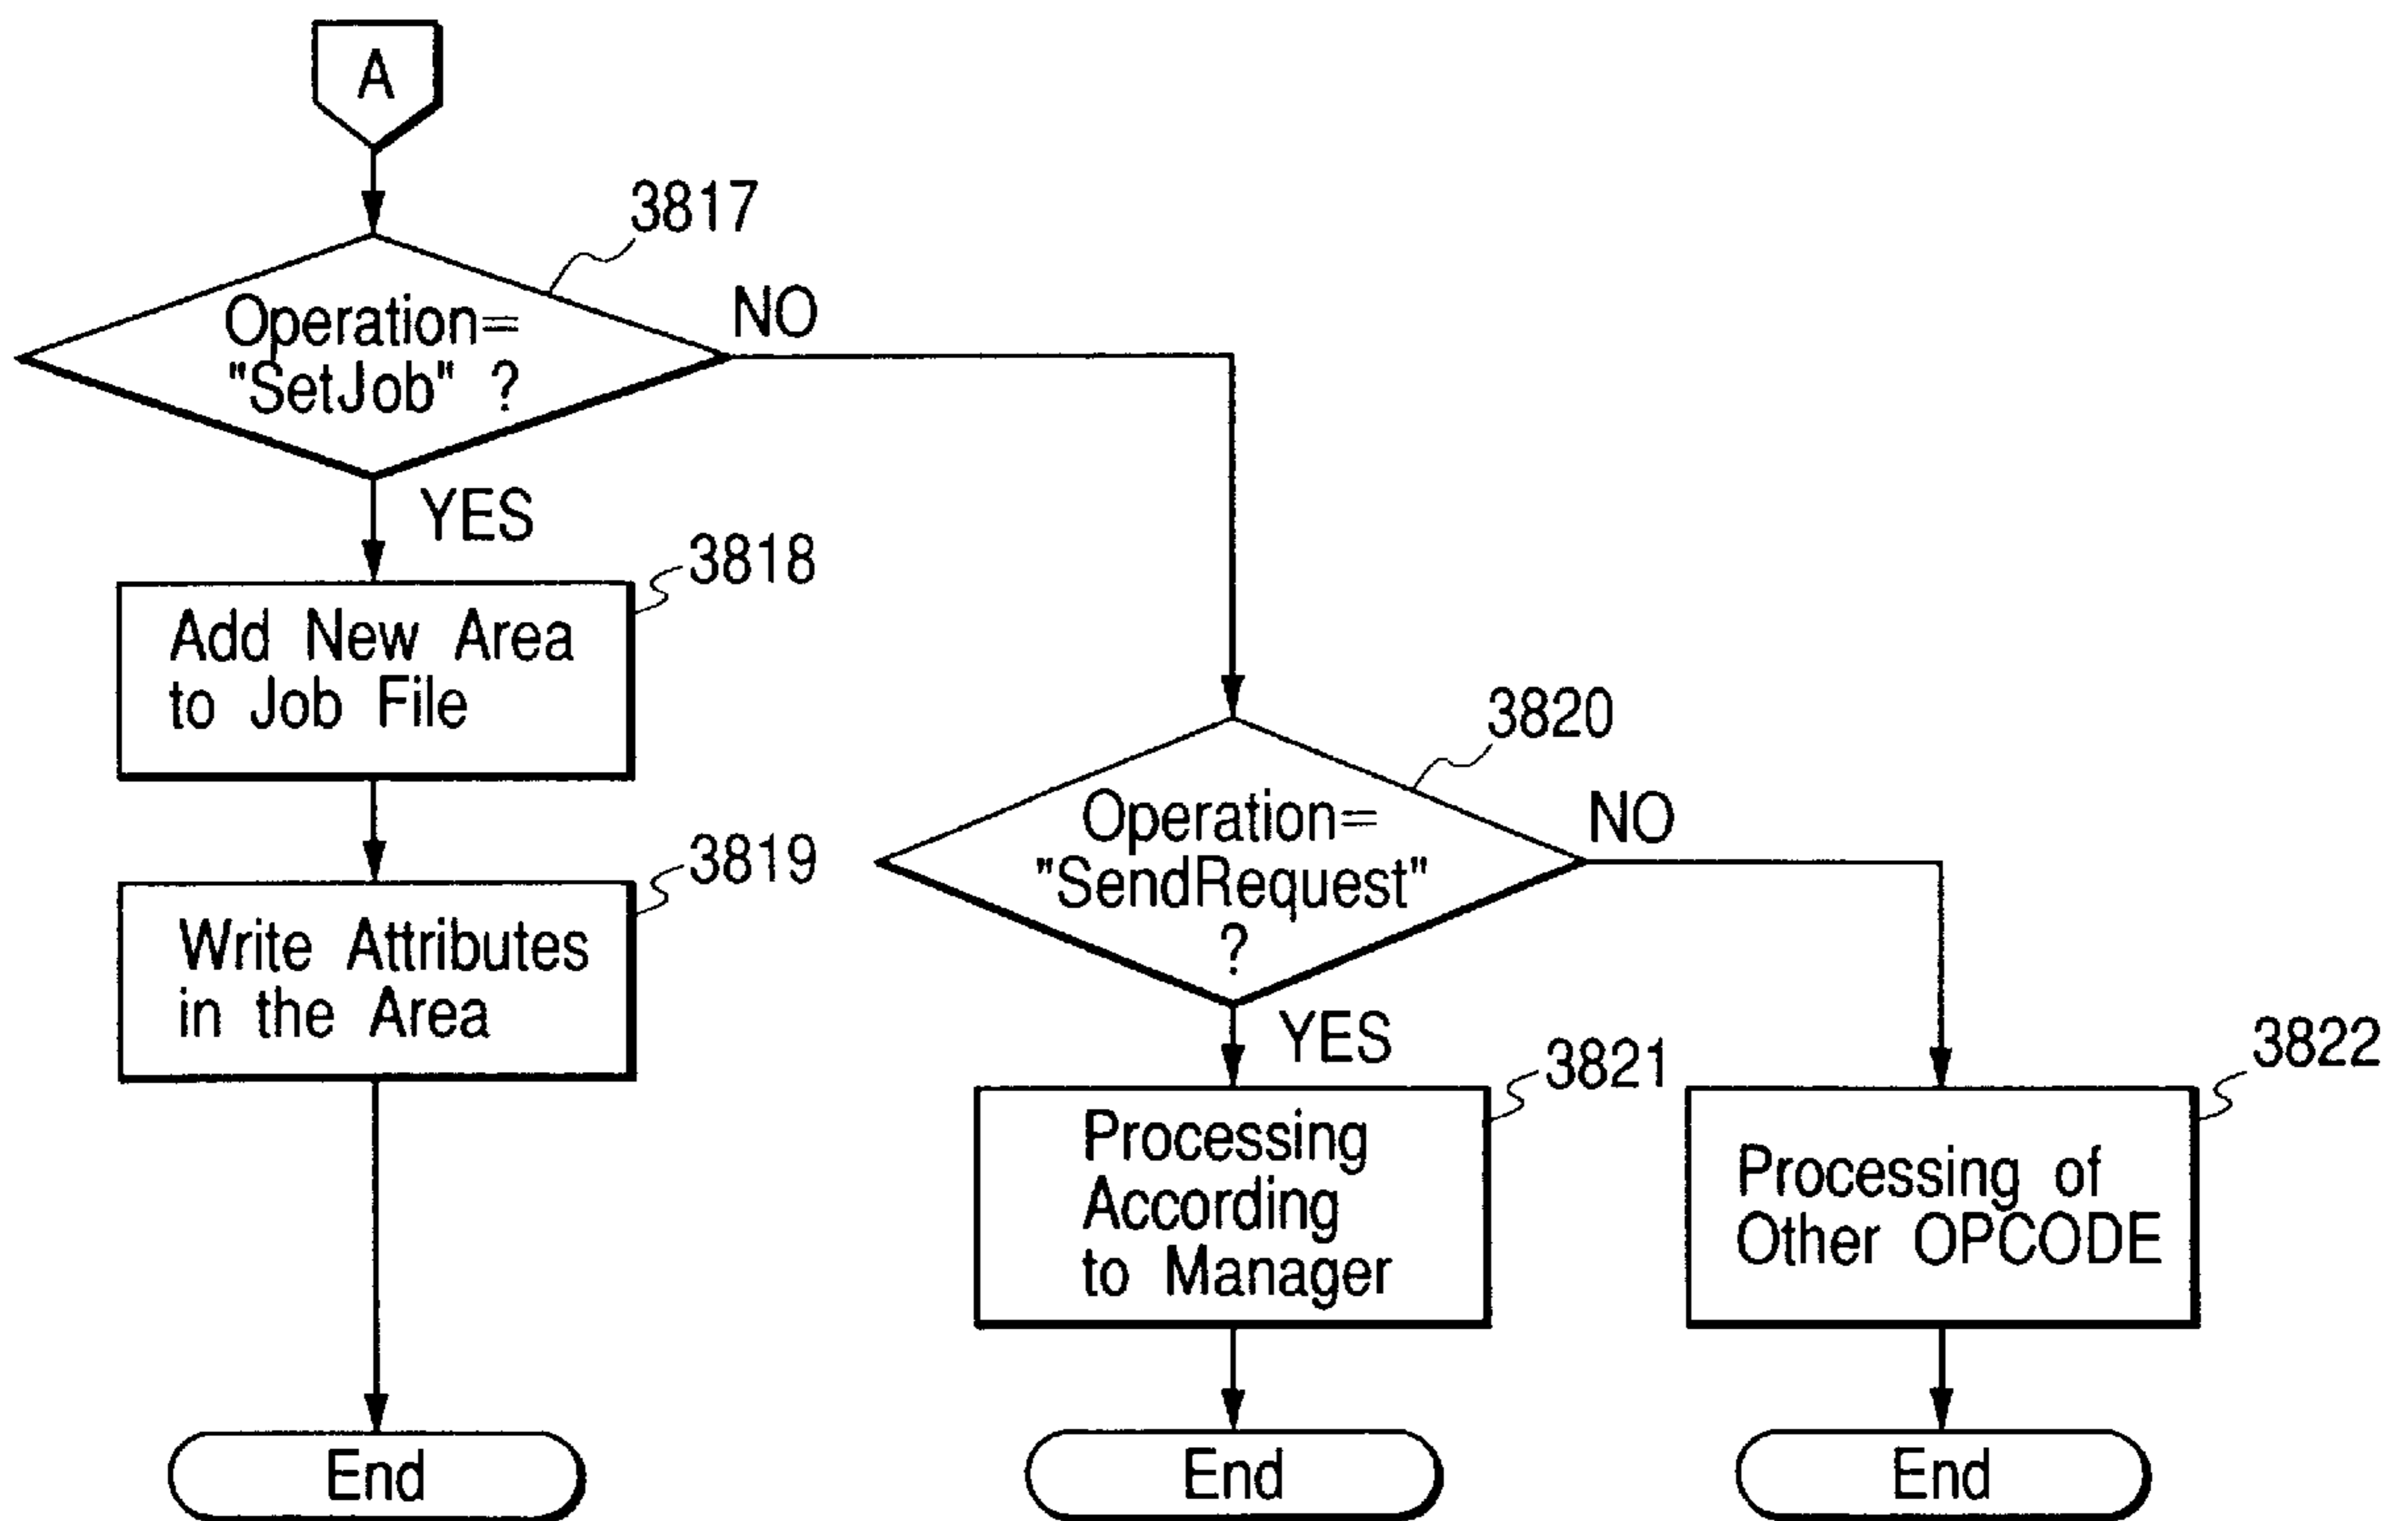 A
3817
Operation=
"SetJob" ?
NO
YES
3818
Add New Area
to Job File
3819
Write Attributes
in the Area
End
3820
Operation=
"SendRequest"
?
NO
YES
3821
Processing
According
to Manager
End
3822
Processing of
Other OPCODE
End